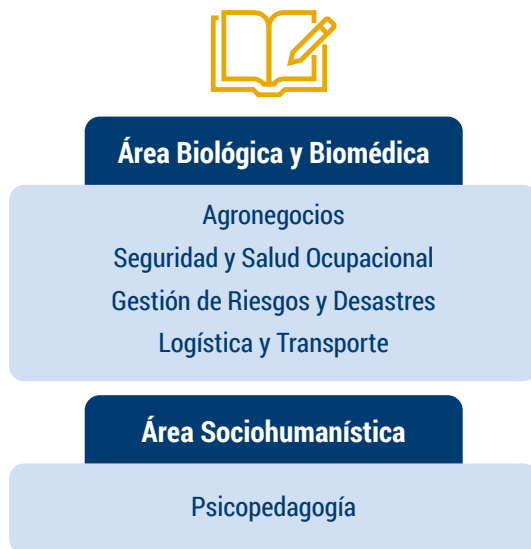 Área Biológica y Biomédica
Agronegocios
Seguridad y Salud Ocupacional
Gestión de Riesgos y Desastres
Logística y Transporte
Área Sociohumanística
Psicopedagogía